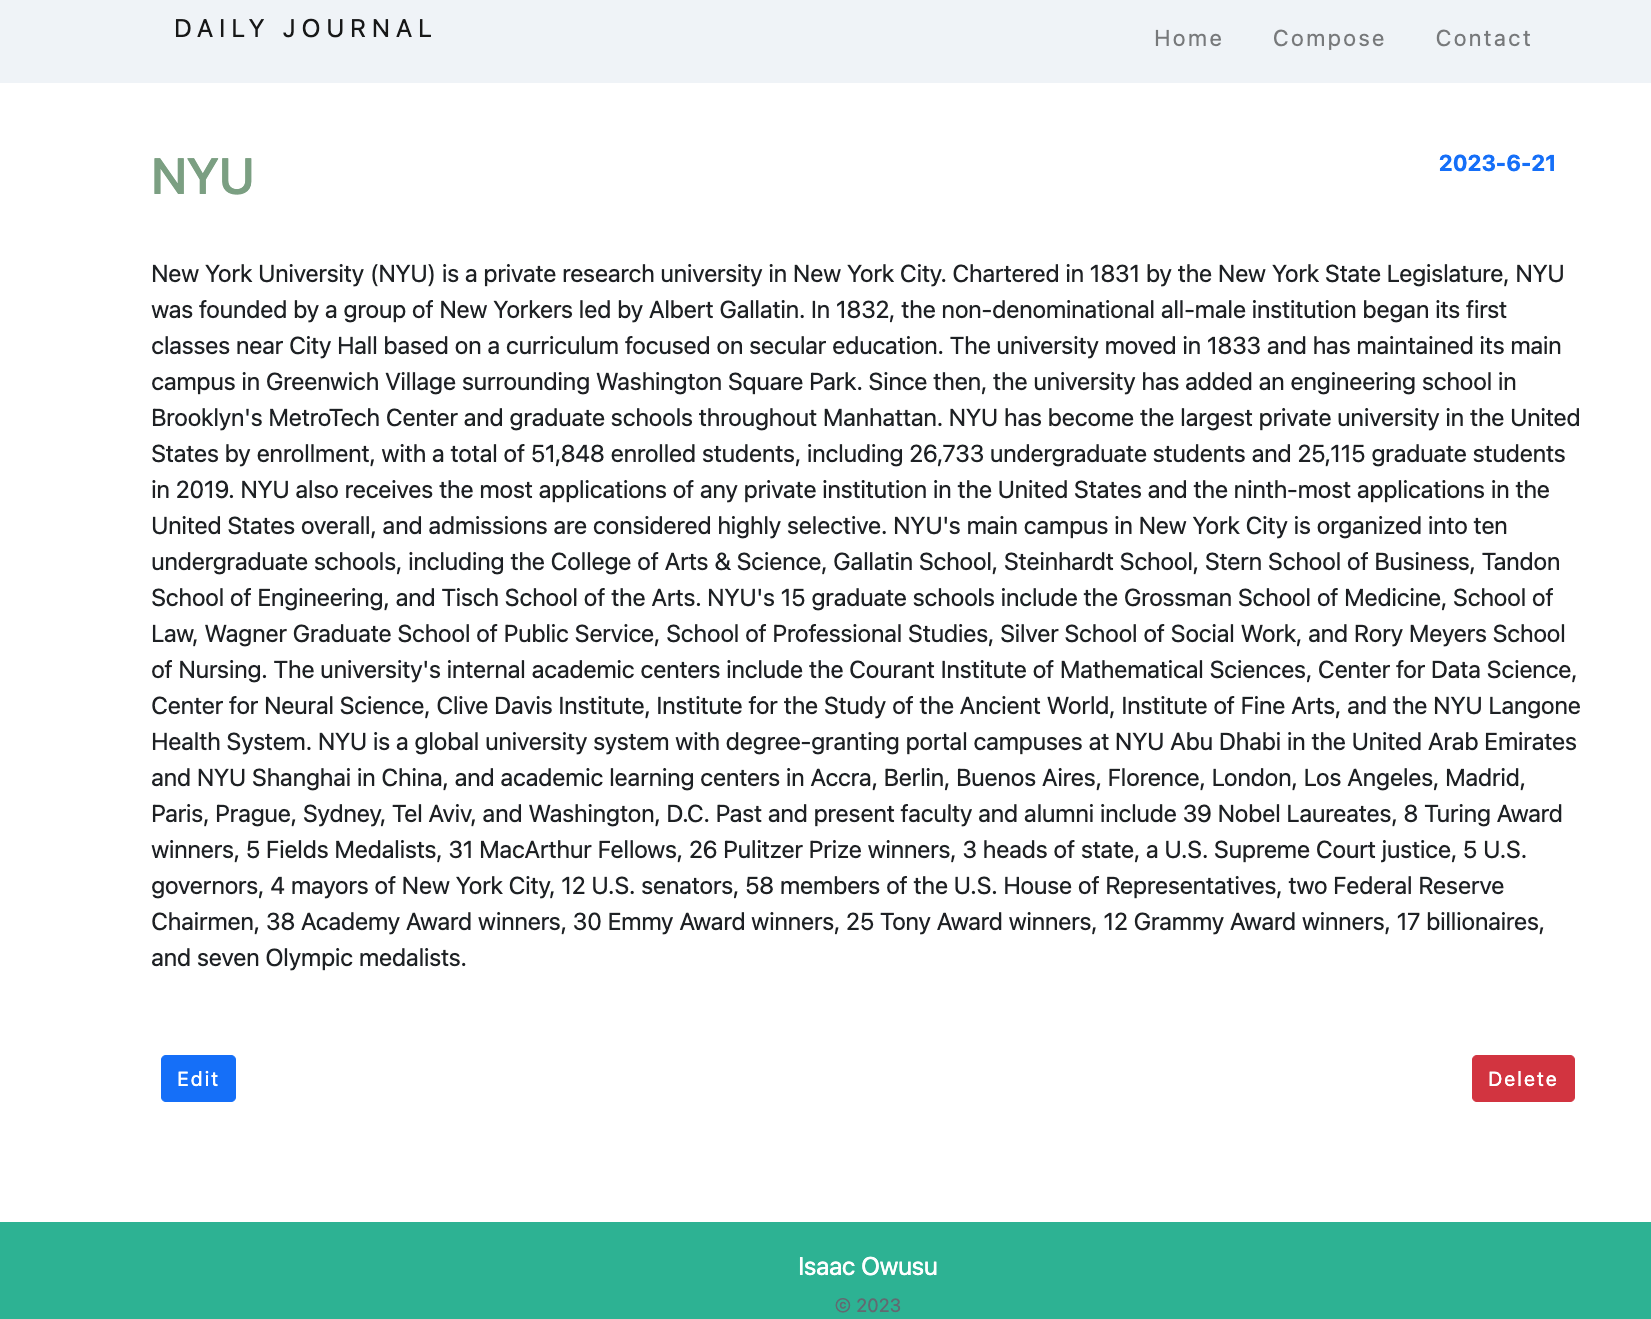 DAILY JOURNAL
Home Compose Contact
NYU
2023-6-21
New York University (NYU) is a private research university in New York City. Chartered in 1831 by the New York State Legislature, NYU
was founded by a group of New Yorkers led by Albert Gallatin. In 1832, the non-denominational all-male institution began its first
classes near City Hall based on a curriculum focused on secular education. The university moved in 1833 and has maintained its main
campus in Greenwich Village surrounding Washington Square Park. Since then, the university has added an engineering school in
Brooklyn's MetroTech Center and graduate schools throughout Manhattan. NYU has become the largest private university in the United
States by enrollment, with a total of 51,848 enrolled students, including 26,733 undergraduate students and 25,115 graduate students
in 2019. NYU also receives the most applications of any private institution in the United States and the ninth-most applications in the
United States overall, and admissions are considered highly selective. NYU's main campus in New York City is organized into ten
undergraduate schools, including the College of Arts & Science, Gallatin School, Steinhardt School, Stern School of Business, Tandon
School of Engineering, and Tisch School of the Arts. NYU's 15 graduate schools include the Grossman School of Medicine, School of
Law, Wagner Graduate School of Public Service, School of Professional Studies, Silver School of Social Work, and Rory Meyers School
of Nursing. The university's internal academic centers include the Courant Institute of Mathematical Sciences, Center for Data Science,
Center for Neural Science, Clive Davis Institute, Institute for the Study of the Ancient World, Institute of Fine Arts, and the NYU Langone
Health System. NYU is a global university system with degree-granting portal campuses at NYU Abu Dhabi in the United Arab Emirates
and NYU Shanghai in China, and academic learning centers in Accra, Berlin, Buenos Aires, Florence, London, Los Angeles, Madrid,
Paris, Prague, Sydney, Tel Aviv, and Washington, D.C. Past and present faculty and alumni include 39 Nobel Laureates, 8 Turing Award
winners, 5 Fields Medalists, 31 MacArthur Fellows, 26 Pulitzer Prize winners, 3 heads of state, a U.S. Supreme Court justice, 5 U.S.
governors, 4 mayors of New York City, 12 U.S. senators, 58 members of the U.S. House of Representatives, two Federal Reserve
Chairmen, 38 Academy Award winners, 30 Emmy Award winners, 25 Tony Award winners, 12 Grammy Award winners, 17 billionaires,
and seven Olympic medalists.
Edit
Delete
Isaac Owusu
© 2023